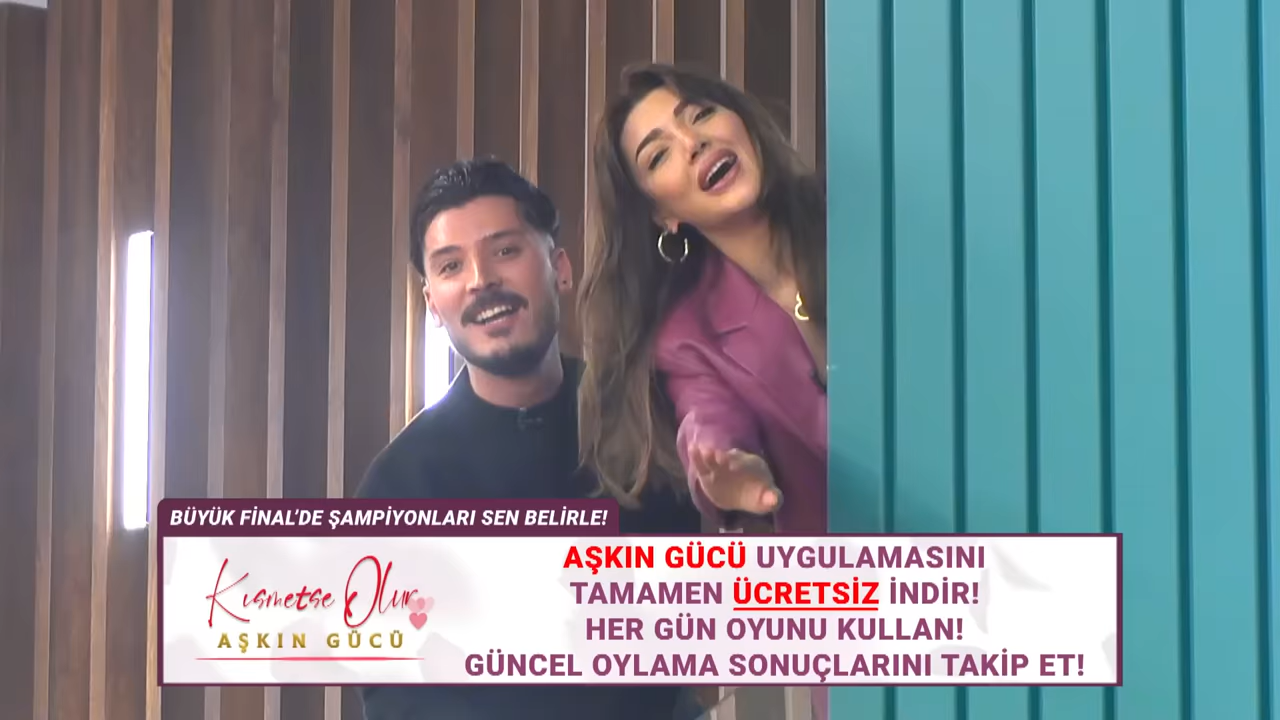 BÜYÜK FİNAL'DE ŞAMPİYONLARI SEN BELİRLE!
Kısmetse Olur
AŞKIN GÜCÜ
AŞKIN GÜCÜ UYGULAMASINI
TAMAMEN ÜCRETSİZ İNDİR!
HER GÜN OYUNU KULLAN!
GÜNCEL OYLAMA SONUÇLARINI TAKİP ET!